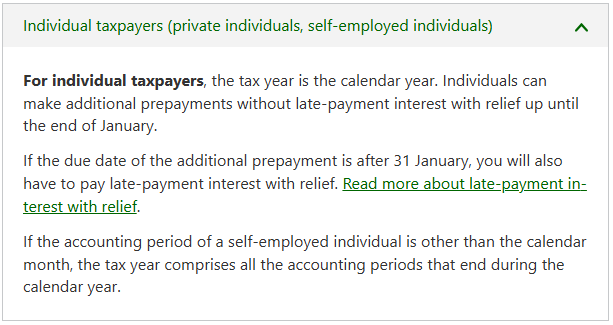 Individual taxpayers (private individuals, self-employed individuals)
For individual taxpayers, the tax year is the calendar year. Individuals can
make additional prepayments without late-payment interest with relief up until
the end of January.
If the due date of the additional prepayment is after 31 January, you will also
have to pay late-payment interest with relief. Read more about late-payment in-
terest with relief.
If the accounting period of a self-employed individual is other than the calendar
month, the tax year comprises all the accounting periods that end during the
calendar year.